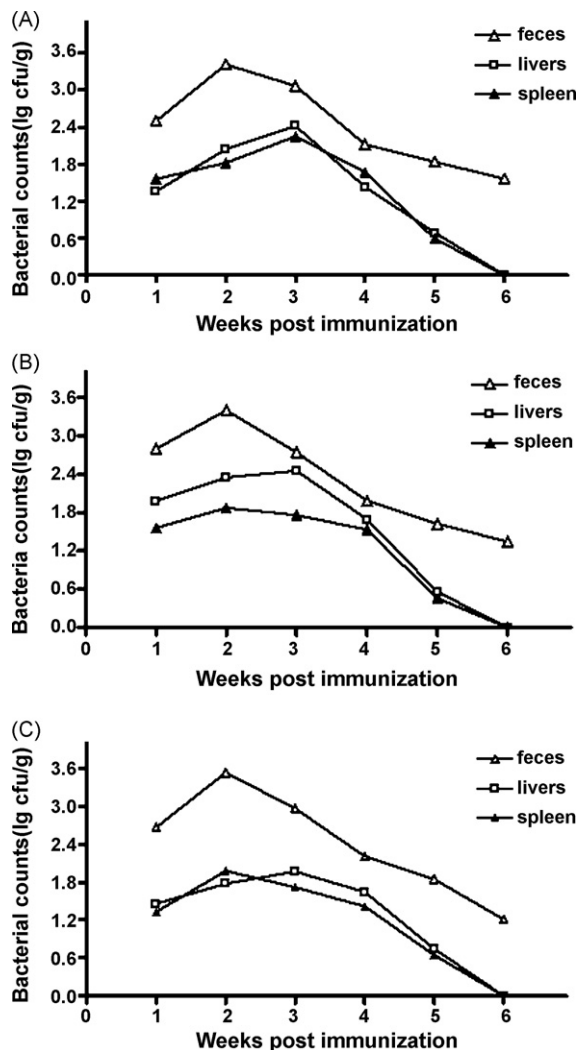 (A)
Bacterial counts(lg cfu/g)
3.6
3.0
2.4
1.8
1.2
0.6
0.0
0 1 2 3 4 5 6
Weeks post immunization
feces
livers
spleen
(B)
Bacteria counts(lg cfu/g)
3.6
3.0
2.4
1.8
1.2
0.6
0.0
0 1 2 3 4 5 6
Weeks post immunization
feces
livers
spleen
(C)
Bacterial counts(lg cfu/g)
3.6
3.0
2.4
1.8
1.2
0.6
0.0
0 1 2 3 4 5 6
Weeks post immunization
feces
livers
spleen